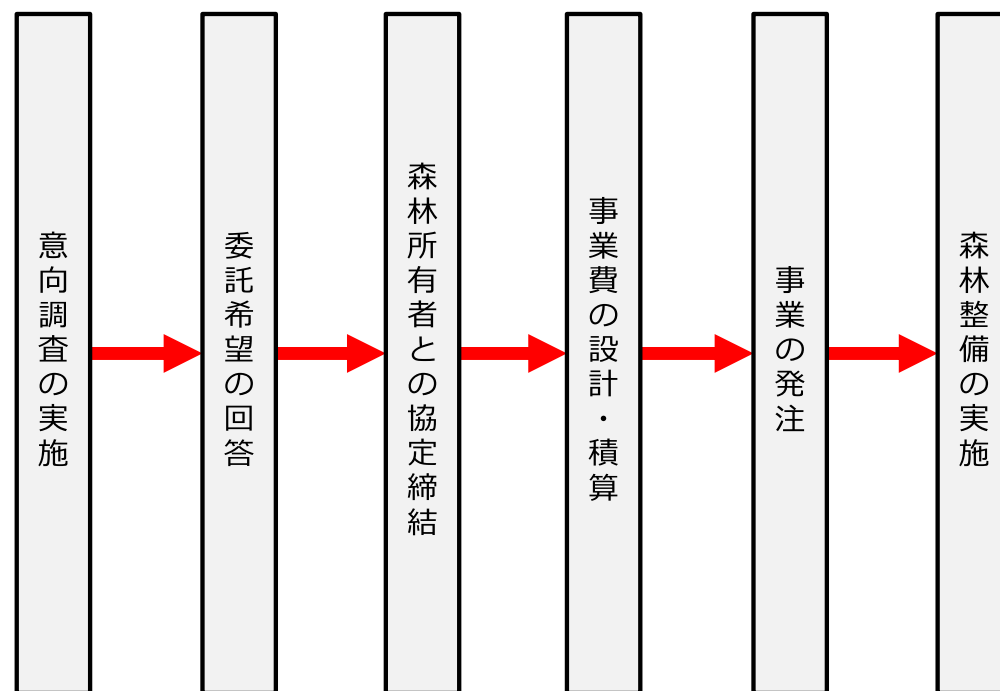 意向調査の実施
委託希望の回答
森林所有者との協定締結
事業費の設計・積算
事業の発注
森林整備の実施